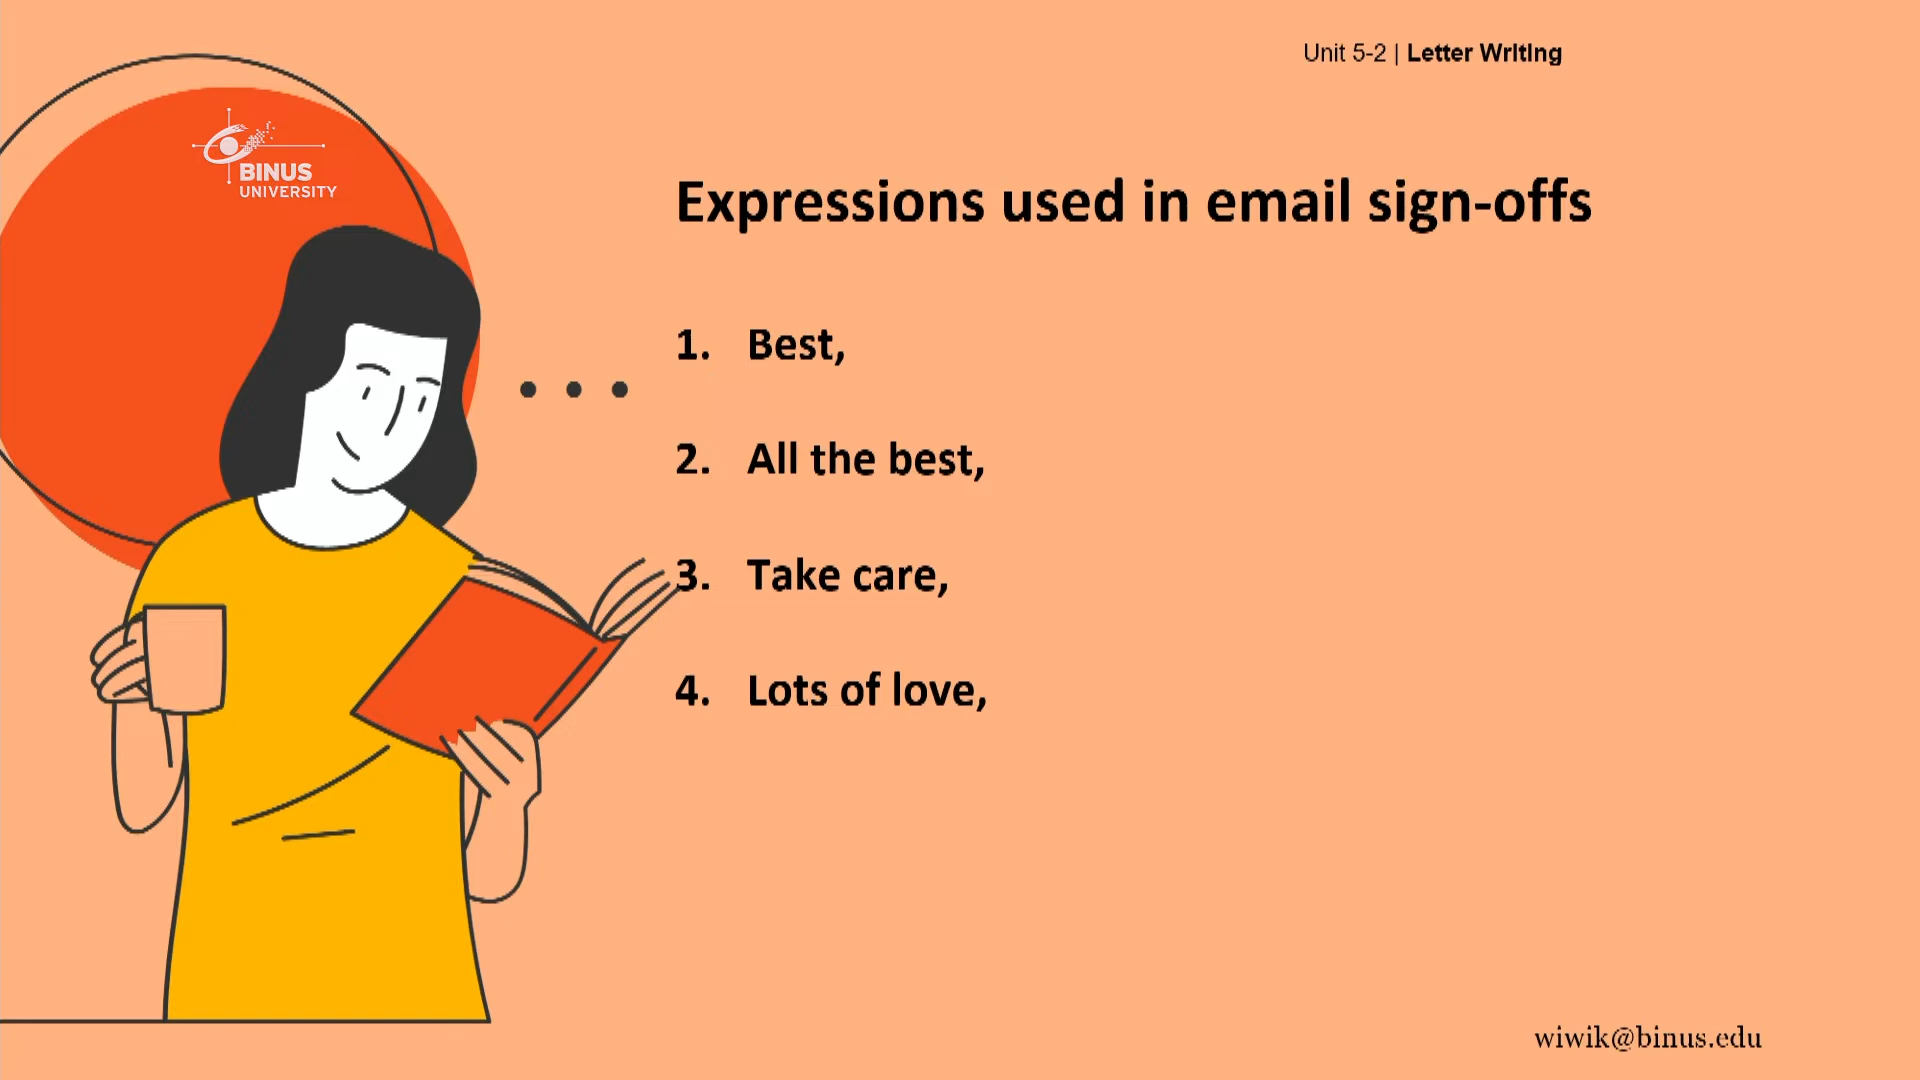 Unit 5-2 | Letter Writing
BINUS
UNIVERSITY
Expressions used in email sign-offs
1. Best,
2. All the best,
3. Take care,
4. Lots of love,
wiwik@binus.edu